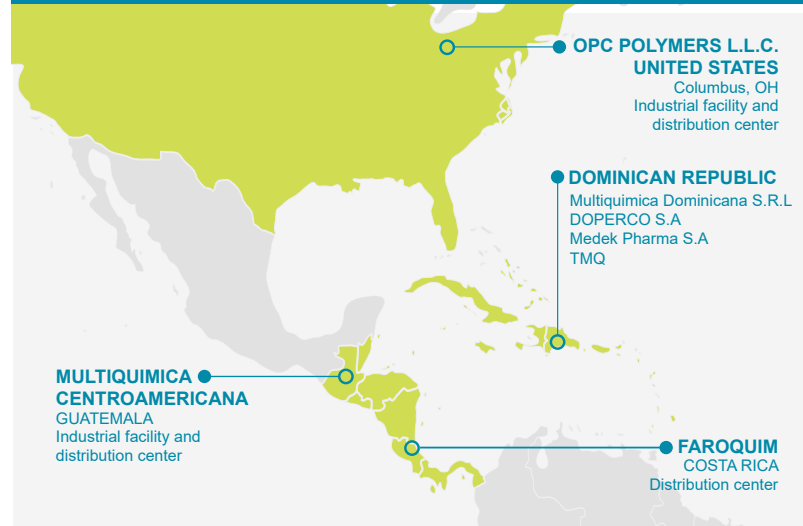 OPC POLYMERS L.L.C.
UNITED STATES
Columbus, OH
Industrial facility and
distribution center
DOMINICAN REPUBLIC
Multiquimica Dominicana S.R.L
DOPERCO S.A
Medek Pharma S.A
TMQ
MULTIQUIMICA
CENTROAMERICANA
GUATEMALA
Industrial facility and
distribution center
FAROQUIM
COSTA RICA
Distribution center